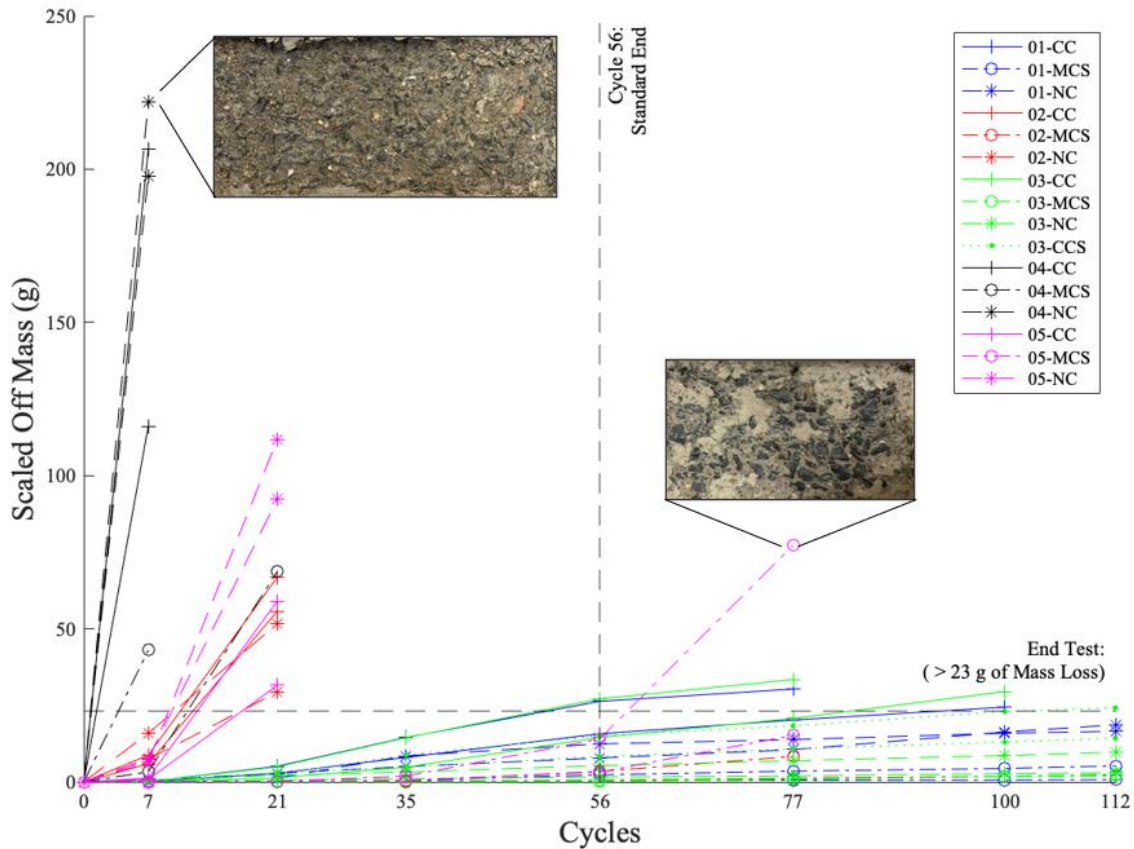 250
200
150
100
50
0
Scaled Off Mass (g)
Cycle 56:
Standard End
01-CC
01-MCS
01-NC
02-CC
02-MCS
02-NC
03-CC
03-MCS
03-NC
03-CCS
04-CC
04-MCS
04-NC
05-CC
05-MCS
05-NC
End Test:
( > 23 g of Mass Loss)
0 7 21 35 56 77 100 112
Cycles